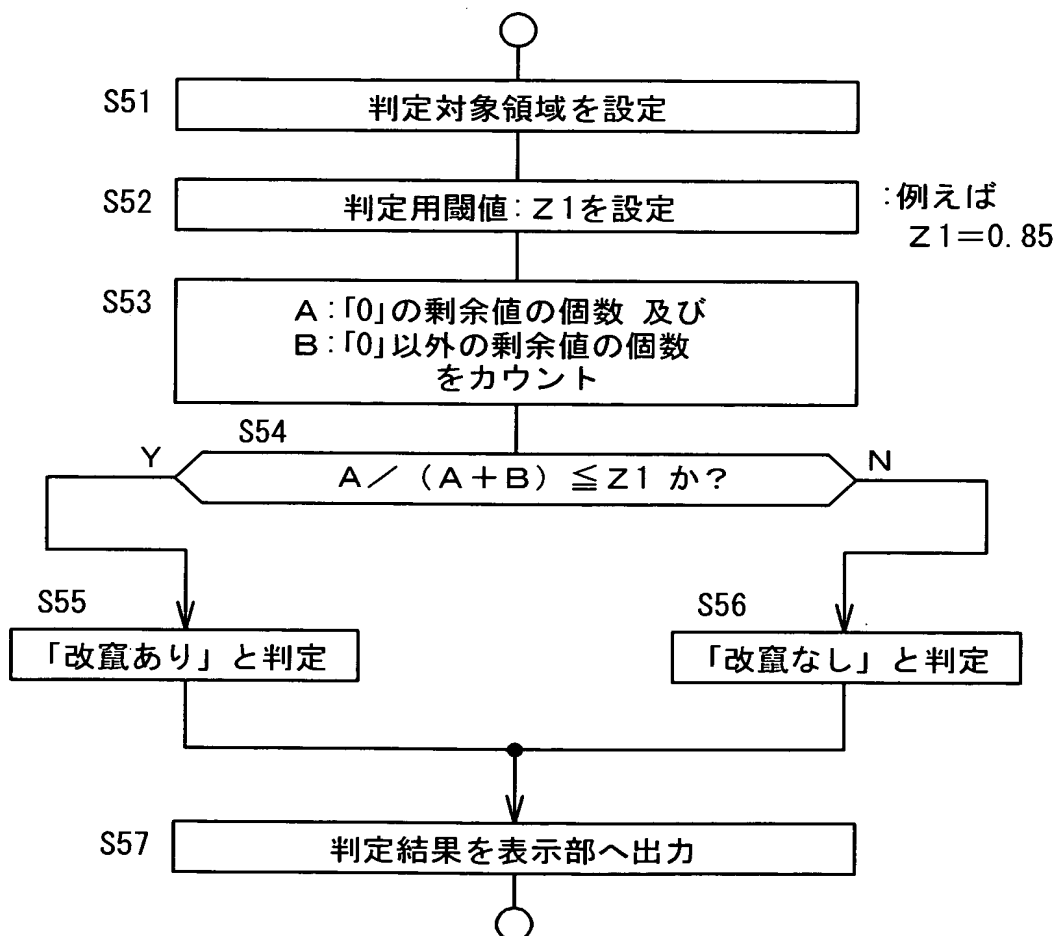 S51
判定対象領域を設定
S52
判定用閾値:Z1を設定
:例えば
Z1=0.85
S53
A:「0」の剰余値の個数 及び
B:「0」以外の剰余値の個数
をカウント
S54
Y
A/(A+B)≦Z1 か?
N
S55
「改竄あり」と判定
S56
「改竄なし」と判定
S57
判定結果を表示部へ出力